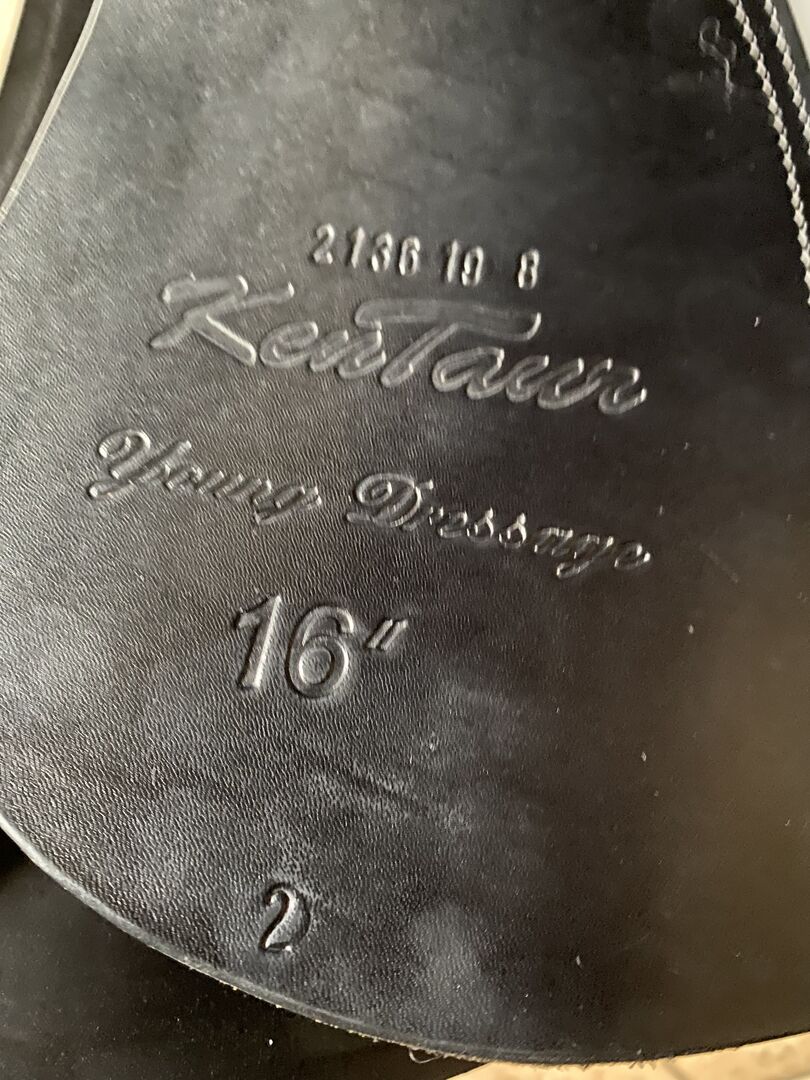 2136 19 8
KenTaur
Young Dressage
16"
2